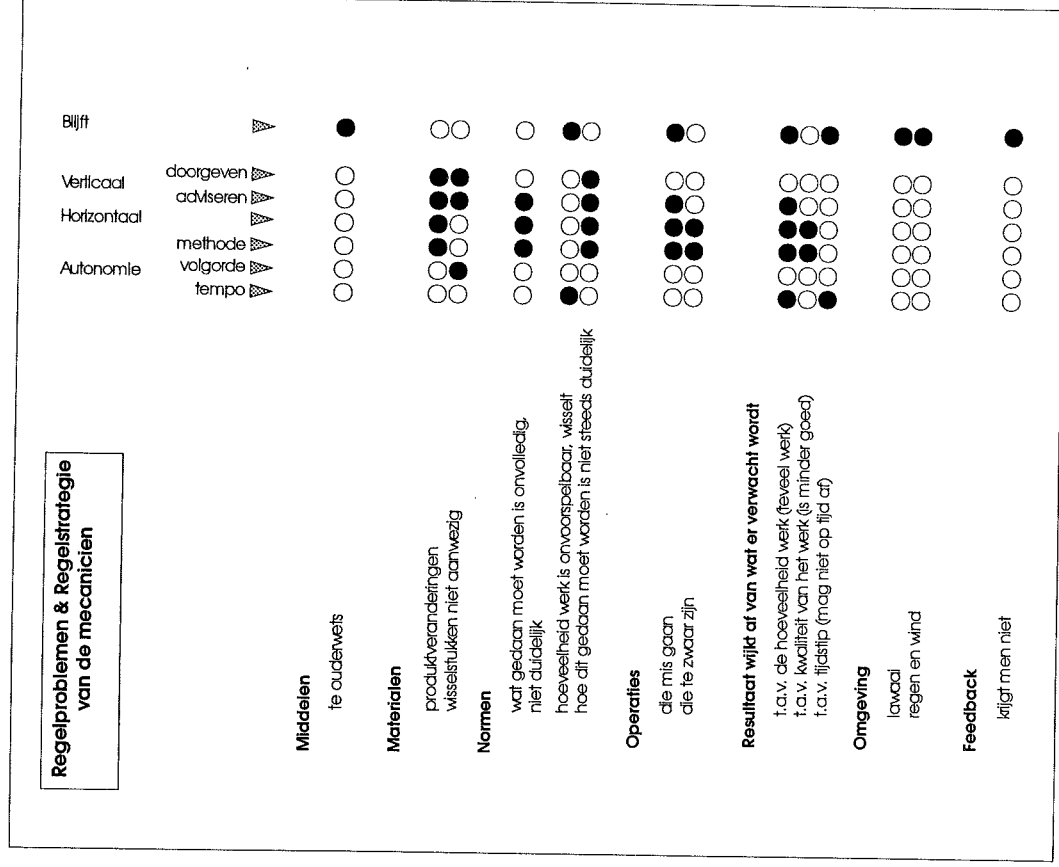 Regelproblemen & Regelstrategie
van de mecanicien
Autonomie
Horizontaal
Verticaal
Blijft
tempo
volgorde
methode
adviseren
doorgeven
Middelen
te ouderwets
Materialen
produktveranderingen
wisselstukken niet aanwezig
Normen
wat gedaan moet worden is onvolledig,
niet duidelijk
hoeveelheid werk is onvoorspelbaar, wisselt
hoe dit gedaan moet worden is niet steeds duidelijk
Operaties
die mis gaan
die te zwaar zijn
Resultaat wijkt af van wat er verwacht wordt
t.a.v. de hoeveelheid werk (teveel werk)
t.a.v. kwaliteit van het werk (is minder goed)
t.a.v. tijdstip (mag niet op tijd af)
Omgeving
lawaai
regen en wind
Feedback
krijgt men niet